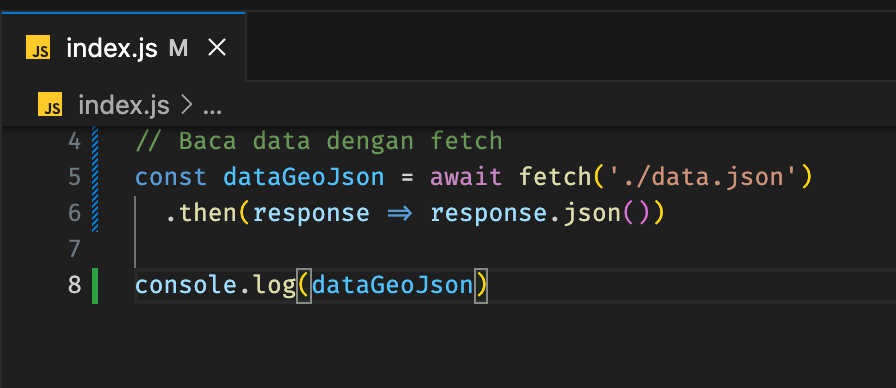 JS index.js M ×
JS index.js > ...
4 // Baca data dengan fetch
5 const dataGeoJson = await fetch('./data.json')
6 .then(response => response.json())
7
8 console.log(dataGeoJson)